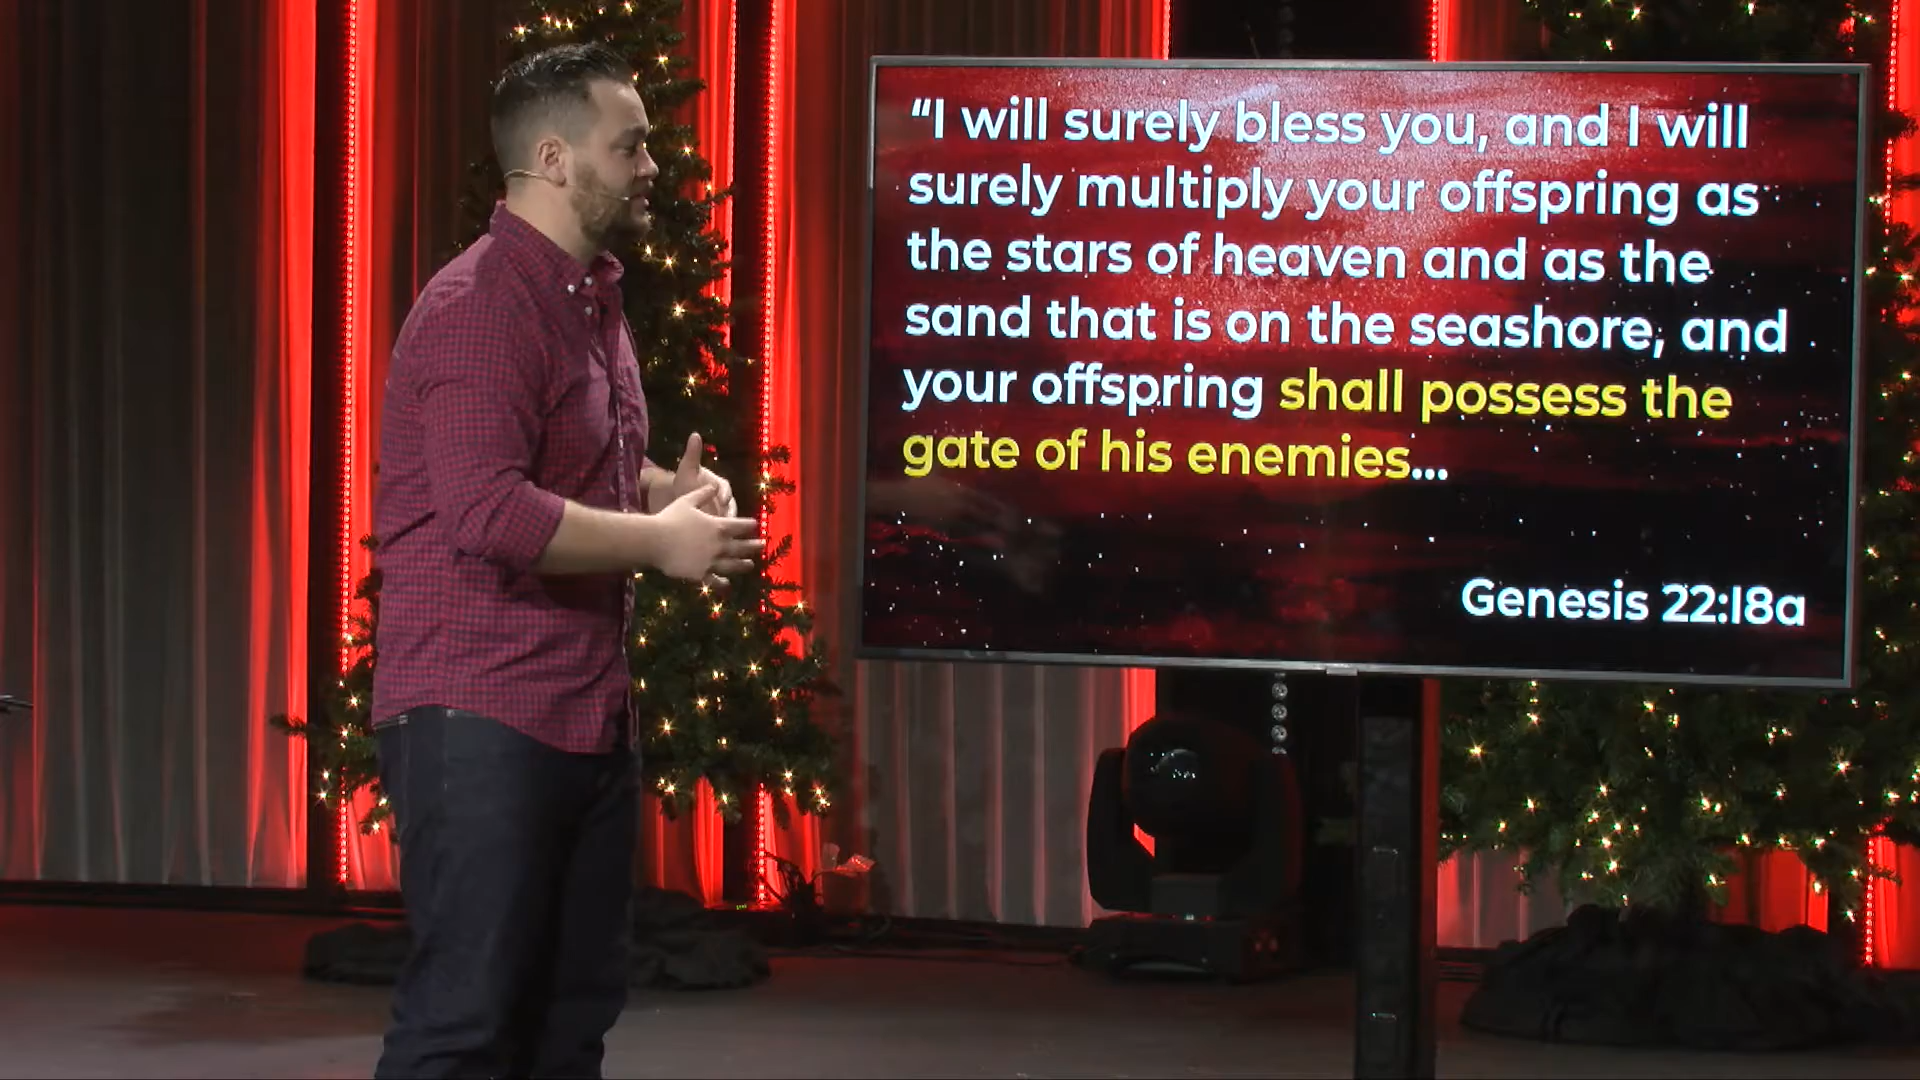 “I will surely bless you, and I will
surely multiply your offspring as
the stars of heaven and as the
sand that is on the seashore, and
your offspring shall possess the
gate of his enemies...
Genesis 22:18a